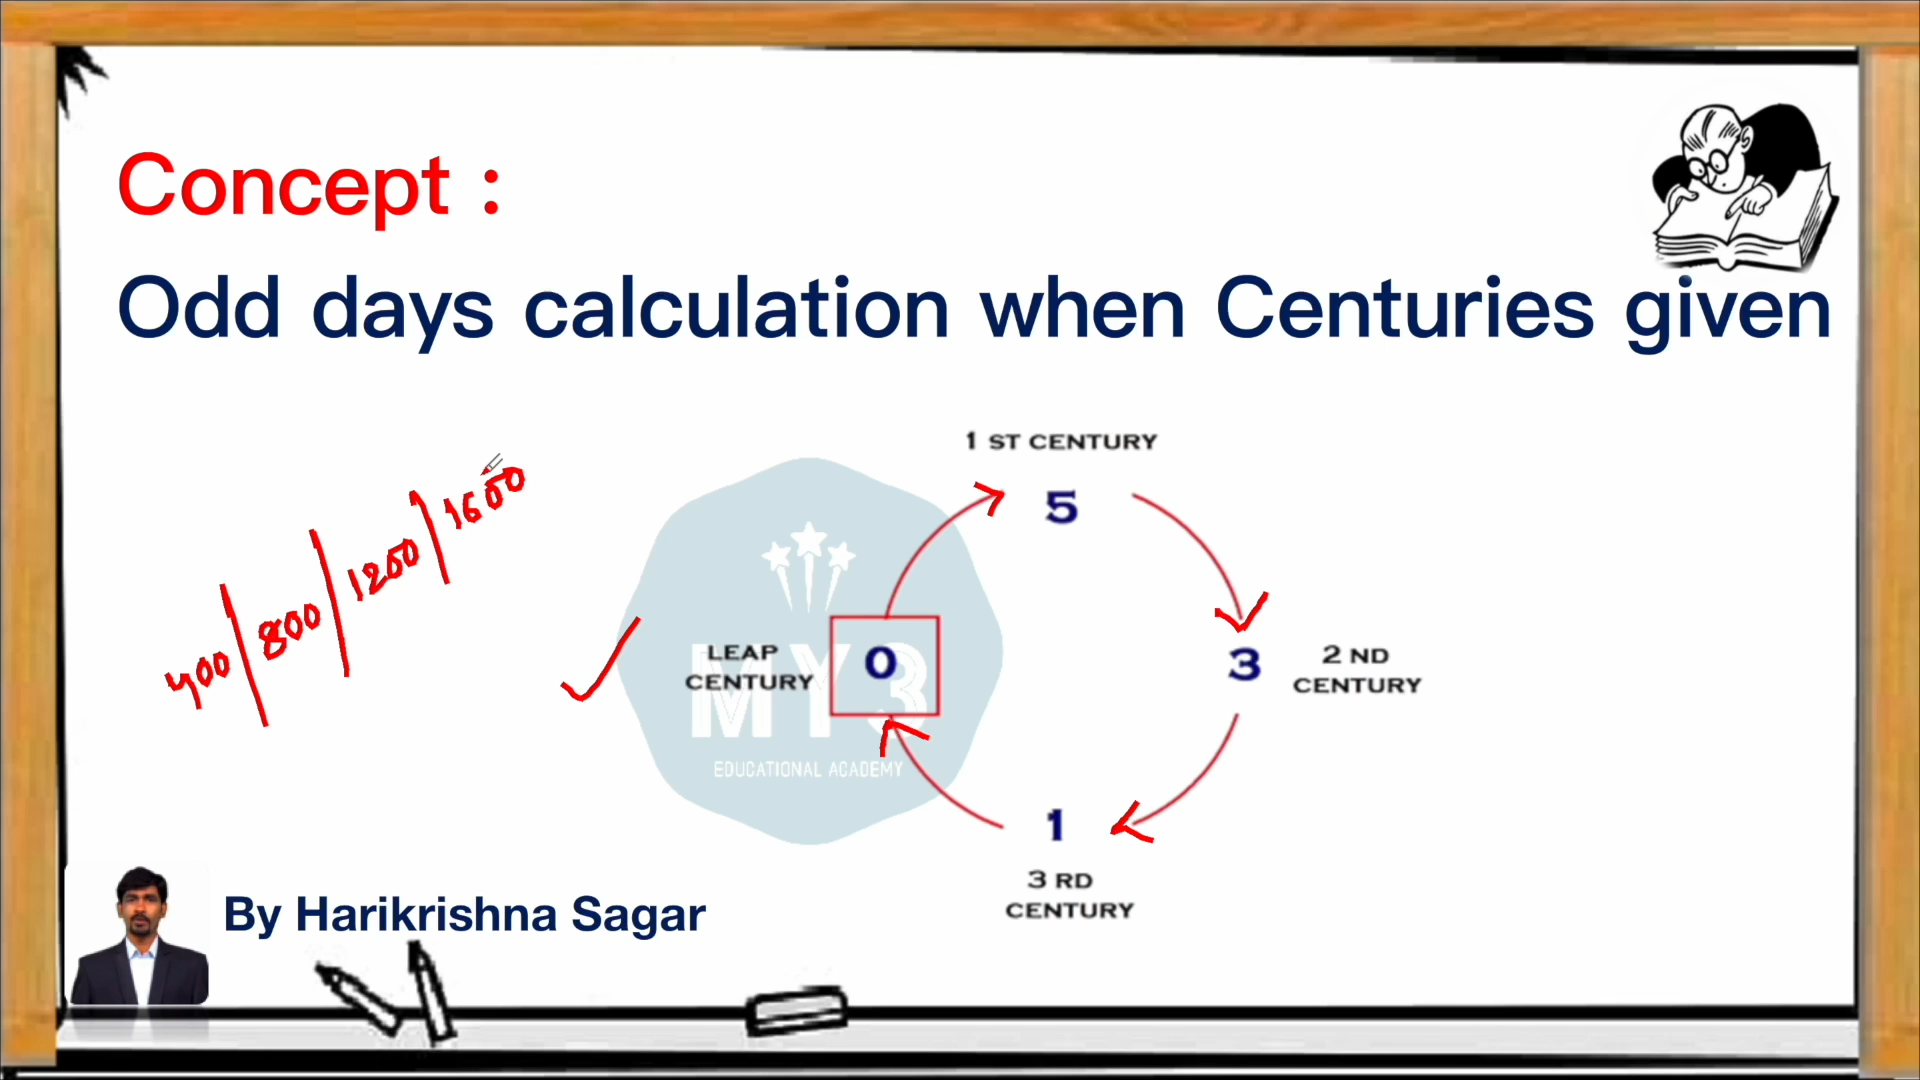 Concept :
Odd days calculation when Centuries given
1 ST CENTURY
5
400/800/1200/1600
LEAP
CENTURY
0
3
2 ND
CENTURY
MY3
EDUCATIONAL ACADEMY
1
3 RD
CENTURY
By Harikrishna Sagar